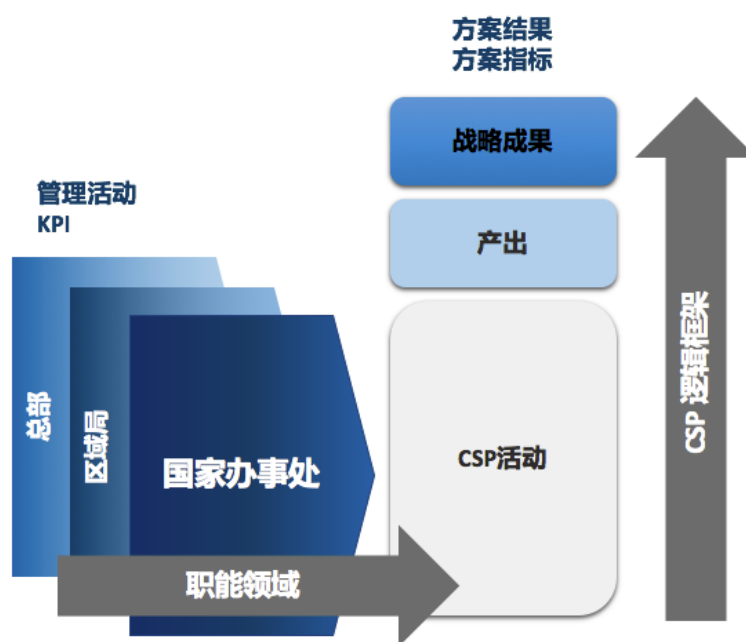 方案结果
方案指标
战略成果
管理活动
KPI
产出
总部
区域局
国家办事处
CSP活动
CSP 逻辑框架
职能领域